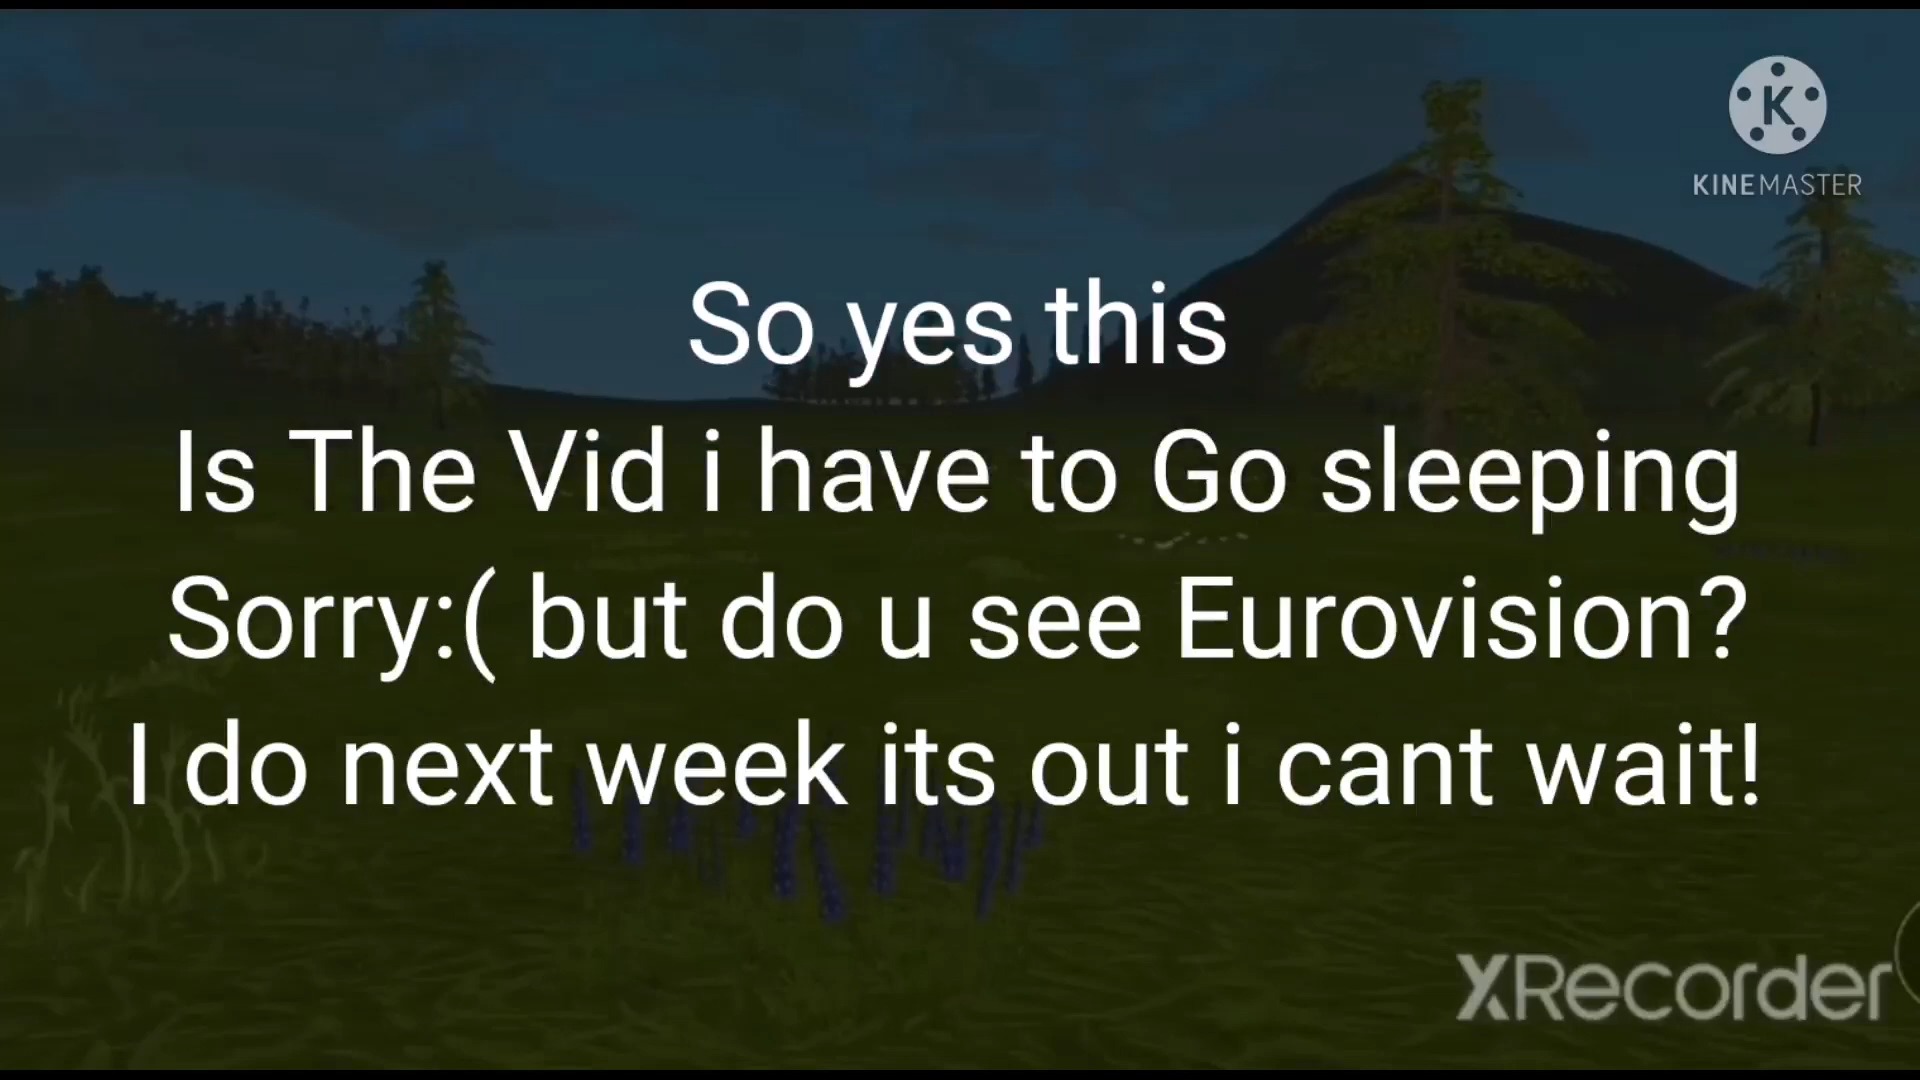 K
KINEMASTER
So yes this
Is The Vid i have to Go sleeping
Sorry:( but do u see Eurovision?
I do next week its out i cant wait!
XRecorder